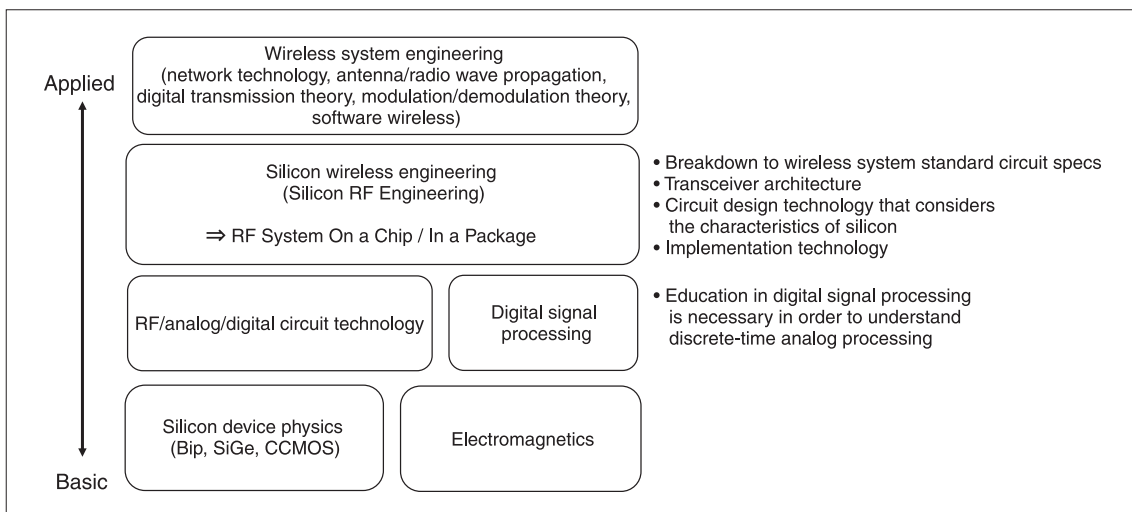 Applied
Wireless system engineering
(network technology, antenna/radio wave propagation,
digital transmission theory, modulation/demodulation theory,
software wireless)
Silicon wireless engineering
(Silicon RF Engineering)
⇒ RF System On a Chip / In a Package
• Breakdown to wireless system standard circuit specs
• Transceiver architecture
• Circuit design technology that considers
the characteristics of silicon
• Implementation technology
RF/analog/digital circuit technology
Digital signal
processing
• Education in digital signal processing
is necessary in order to understand
discrete-time analog processing
Silicon device physics
(Bip, SiGe, CCMOS)
Electromagnetics
Basic